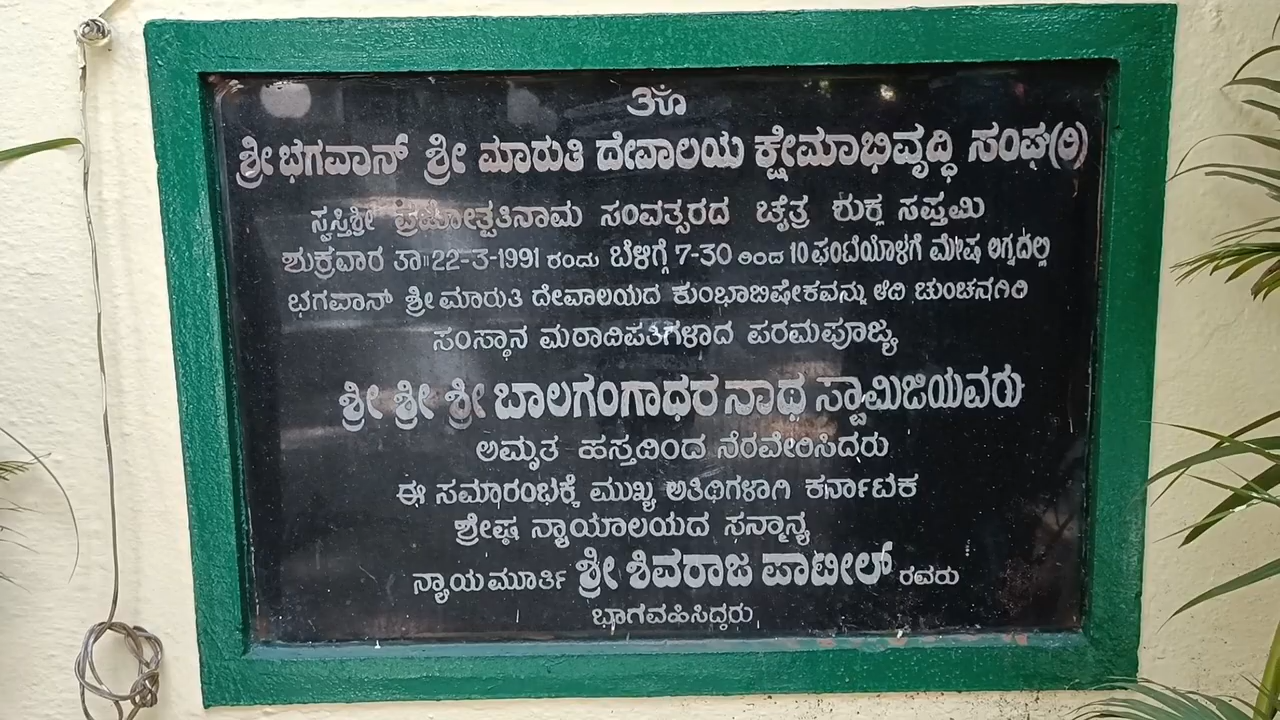 ಓಂ
ಶ್ರೀ ಭಗವಾನ್ ಶ್ರೀ ಮಾರುತಿ ದೇವಾಲಯ ಕ್ಷೇಮಾಭಿವೃದ್ಧಿ ಸಂಘ(ರಿ)
ಸ್ವಸ್ತಿಶ್ರೀ ಪ್ರಮೋತ್ಪತಿನಾಮ ಸಂವತ್ಸರದ ಚೈತ್ರ ಶುಕ್ಲ ಸಪ್ತಮಿ
ಶುಕ್ರವಾರ ತಾ॥22-3-1991 ರಂದು ಬೆಳಿಗ್ಗೆ 7-30 ರಿಂದ 10 ಘಂಟೆಯೊಳಗೆ ಮೇಷ ಲಗ್ನದಲ್ಲಿ
ಭಗವಾನ್ ಶ್ರೀ ಮಾರುತಿ ದೇವಾಲಯದ ಕುಂಭಾಬಿಷೇಕವನ್ನು ಆದಿ ಚುಂಚನಗಿರಿ
ಸಂಸ್ಥಾನ ಮಠಾದಿಪತಿಗಳಾದ ಪರಮಪೂಜ್ಯ
ಶ್ರೀ ಶ್ರೀ ಶ್ರೀ ಬಾಲಗಂಗಾಧರನಾಥ ಸ್ವಾಮಿಜಿಯವರು
ಅಮೃತ ಹಸ್ತದಿಂದ ನೆರವೇರಿಸಿದರು
ಈ ಸಮಾರಂಭಕ್ಕೆ ಮುಖ್ಯ ಅತಿಥಿಗಳಾಗಿ ಕರ್ನಾಟಕ
ಶ್ರೇಷ್ಠ ನ್ಯಾಯಾಲಯದ ಸನ್ಮಾನ್ಯ
ನ್ಯಾಯಮೂರ್ತಿ ಶ್ರೀ ಶಿವರಾಜ ಪಾಟೀಲ್ ರವರು
ಭಾಗವಹಿಸಿದ್ದರು